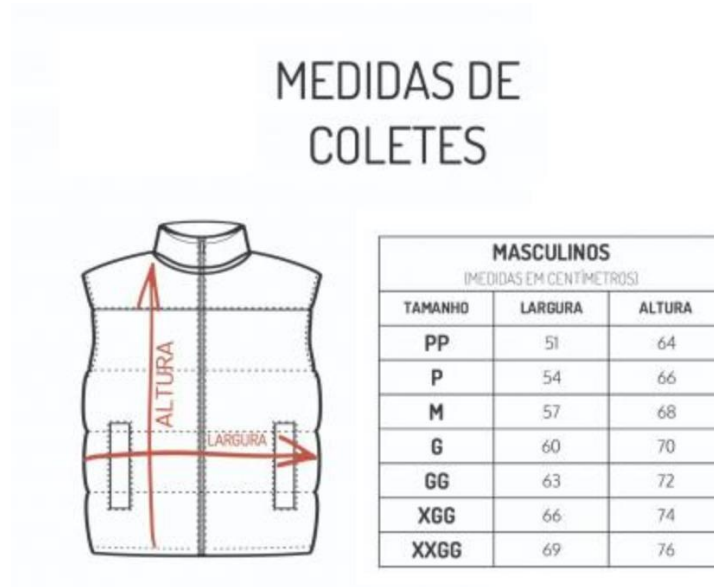 MEDIDAS DE
COLETES
ALTURA
LARGURA
MASCULINOS
(MEDIDAS EM CENTÍMETROS)
TAMANHO LARGURA ALTURA
PP 51 64
P 54 66
M 57 68
G 60 70
GG 63 72
XGG 66 74
XXGG 69 76